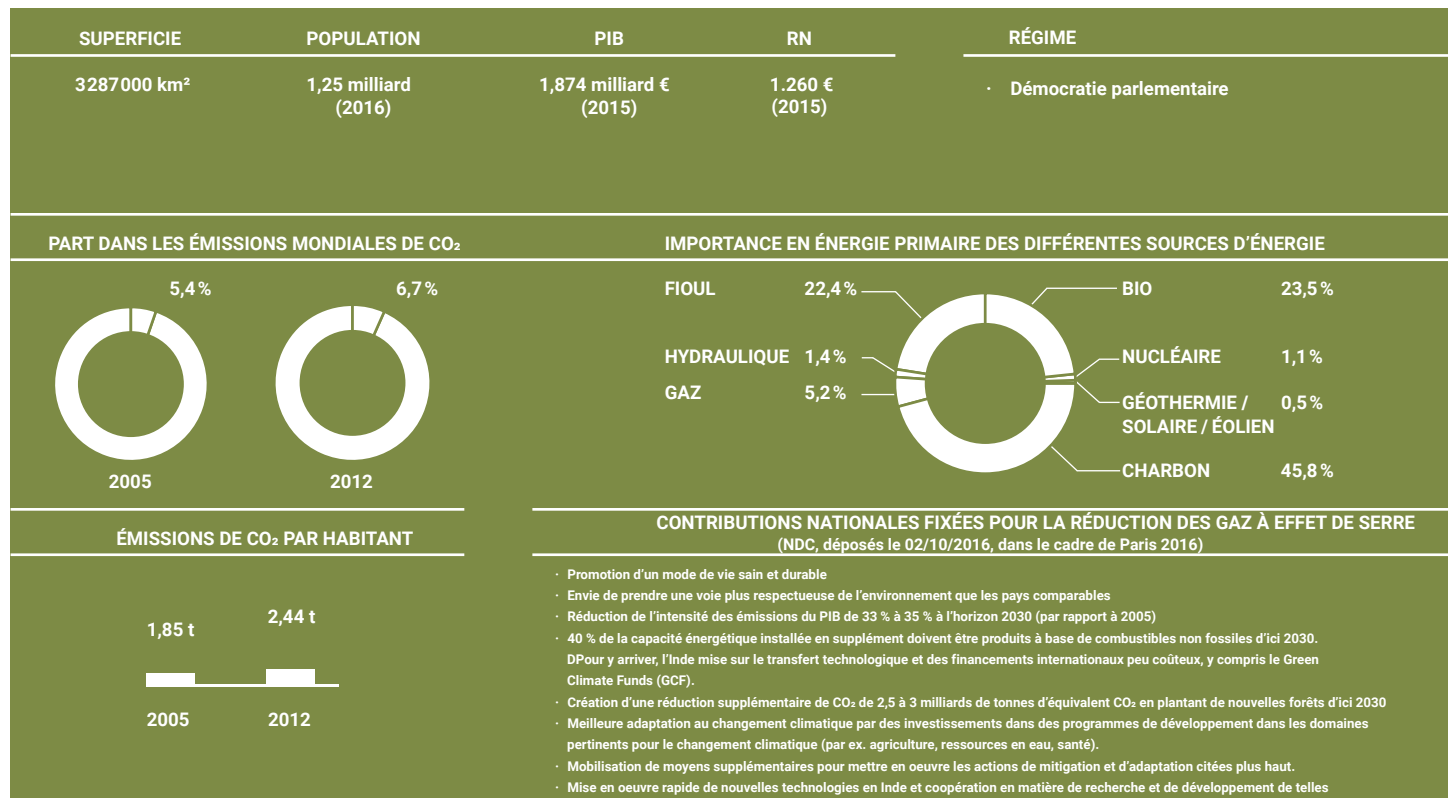 SUPERFICIE POPULATION PIB RN RÉGIME
3287000 km² 1,25 milliard 1,874 milliard € 1.260 € · Démocratie parlementaire
(2016) (2015) (2015)
PART DANS LES ÉMISSIONS MONDIALES DE CO₂
5,4 % 6,7 %
2005 2012
IMPORTANCE EN ÉNERGIE PRIMAIRE DES DIFFÉRENTES SOURCES D'ÉNERGIE
FIOUL 22,4 % BIO 23,5 %
HYDRAULIQUE 1,4 % NUCLÉAIRE 1,1 %
GAZ 5,2 % GÉOTHERMIE / 0,5 %
SOLAIRE / ÉOLIEN
CHARBON 45,8 %
ÉMISSIONS DE CO₂ PAR HABITANT
1,85 t 2,44 t
2005 2012
CONTRIBUTIONS NATIONALES FIXÉES POUR LA RÉDUCTION DES GAZ À EFFET DE SERRE
(NDC, déposés le 02/10/2016, dans le cadre de Paris 2016)
· Promotion d'un mode de vie sain et durable
· Envie de prendre une voie plus respectueuse de l'environnement que les pays comparables
· Réduction de l'intensité des émissions du PIB de 33 % à 35 % à l'horizon 2030 (par rapport à 2005)
· 40 % de la capacité énergétique installée en supplément doivent être produits à base de combustibles non fossiles d'ici 2030.
DPour y arriver, l'Inde mise sur le transfert technologique et des financements internationaux peu coûteux, y compris le Green
Climate Funds (GCF).
· Création d'une réduction supplémentaire de CO₂ de 2,5 à 3 milliards de tonnes d'équivalent CO₂ en plantant de nouvelles forêts d'ici 2030
· Meilleure adaptation au changement climatique par des investissements dans des programmes de développement dans les domaines
pertinents pour le changement climatique (par ex. agriculture, ressources en eau, santé).
· Mobilisation de moyens supplémentaires pour mettre en oeuvre les actions de mitigation et d'adaptation citées plus haut.
· Mise en oeuvre rapide de nouvelles technologies en Inde et coopération en matière de recherche et de développement de telles